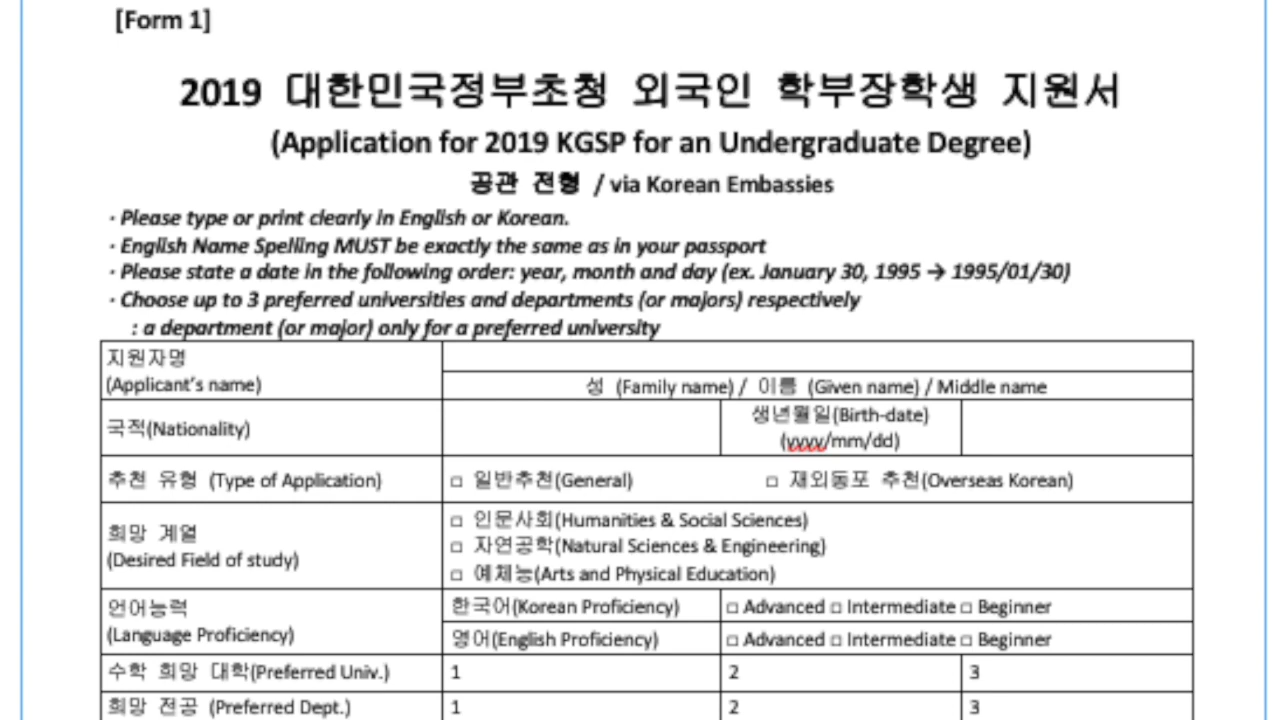 [Form 1]
2019 대한민국정부초청 외국인 학부장학생 지원서
(Application for 2019 KGSP for an Undergraduate Degree)
공관 전형 / via Korean Embassies
· Please type or print clearly in English or Korean.
· English Name Spelling MUST be exactly the same as in your passport
· Please state a date in the following order: year, month and day (ex. January 30, 1995 → 1995/01/30)
· Choose up to 3 preferred universities and departments (or majors) respectively
: a department (or major) only for a preferred university
지원자명
(Applicant's name)
성 (Family name) / 이름 (Given name) / Middle name
국적(Nationality)
생년월일(Birth-date)
(yyyy/mm/dd)
추천 유형 (Type of Application)
□ 일반추천(General) □ 재외동포 추천(Overseas Korean)
희망 계열
(Desired Field of study)
□ 인문사회(Humanities & Social Sciences)
□ 자연공학(Natural Sciences & Engineering)
□ 예체능(Arts and Physical Education)
언어능력
(Language Proficiency)
한국어(Korean Proficiency) □ Advanced □ Intermediate □ Beginner
영어(English Proficiency) □ Advanced □ Intermediate □ Beginner
수학 희망 대학(Preferred Univ.) 1 2 3
희망 전공 (Preferred Dept.) 1 2 3